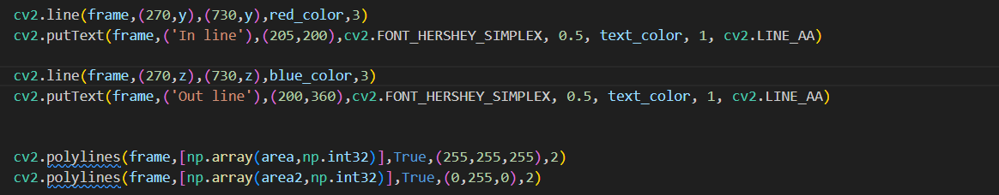 cv2.line(frame,(270,y),(730,y),red_color,3)
cv2.putText(frame,('In line'),(205,200),cv2.FONT_HERSHEY_SIMPLEX, 0.5, text_color, 1, cv2.LINE_AA)
cv2.line(frame,(270,z),(730,z),blue_color,3)
cv2.putText(frame,('Out line'),(200,360),cv2.FONT_HERSHEY_SIMPLEX, 0.5, text_color, 1, cv2.LINE_AA)
cv2.polylines(frame,[np.array(area,np.int32)],True,(255,255,255),2)
cv2.polylines(frame,[np.array(area2,np.int32)],True,(0,255,0),2)